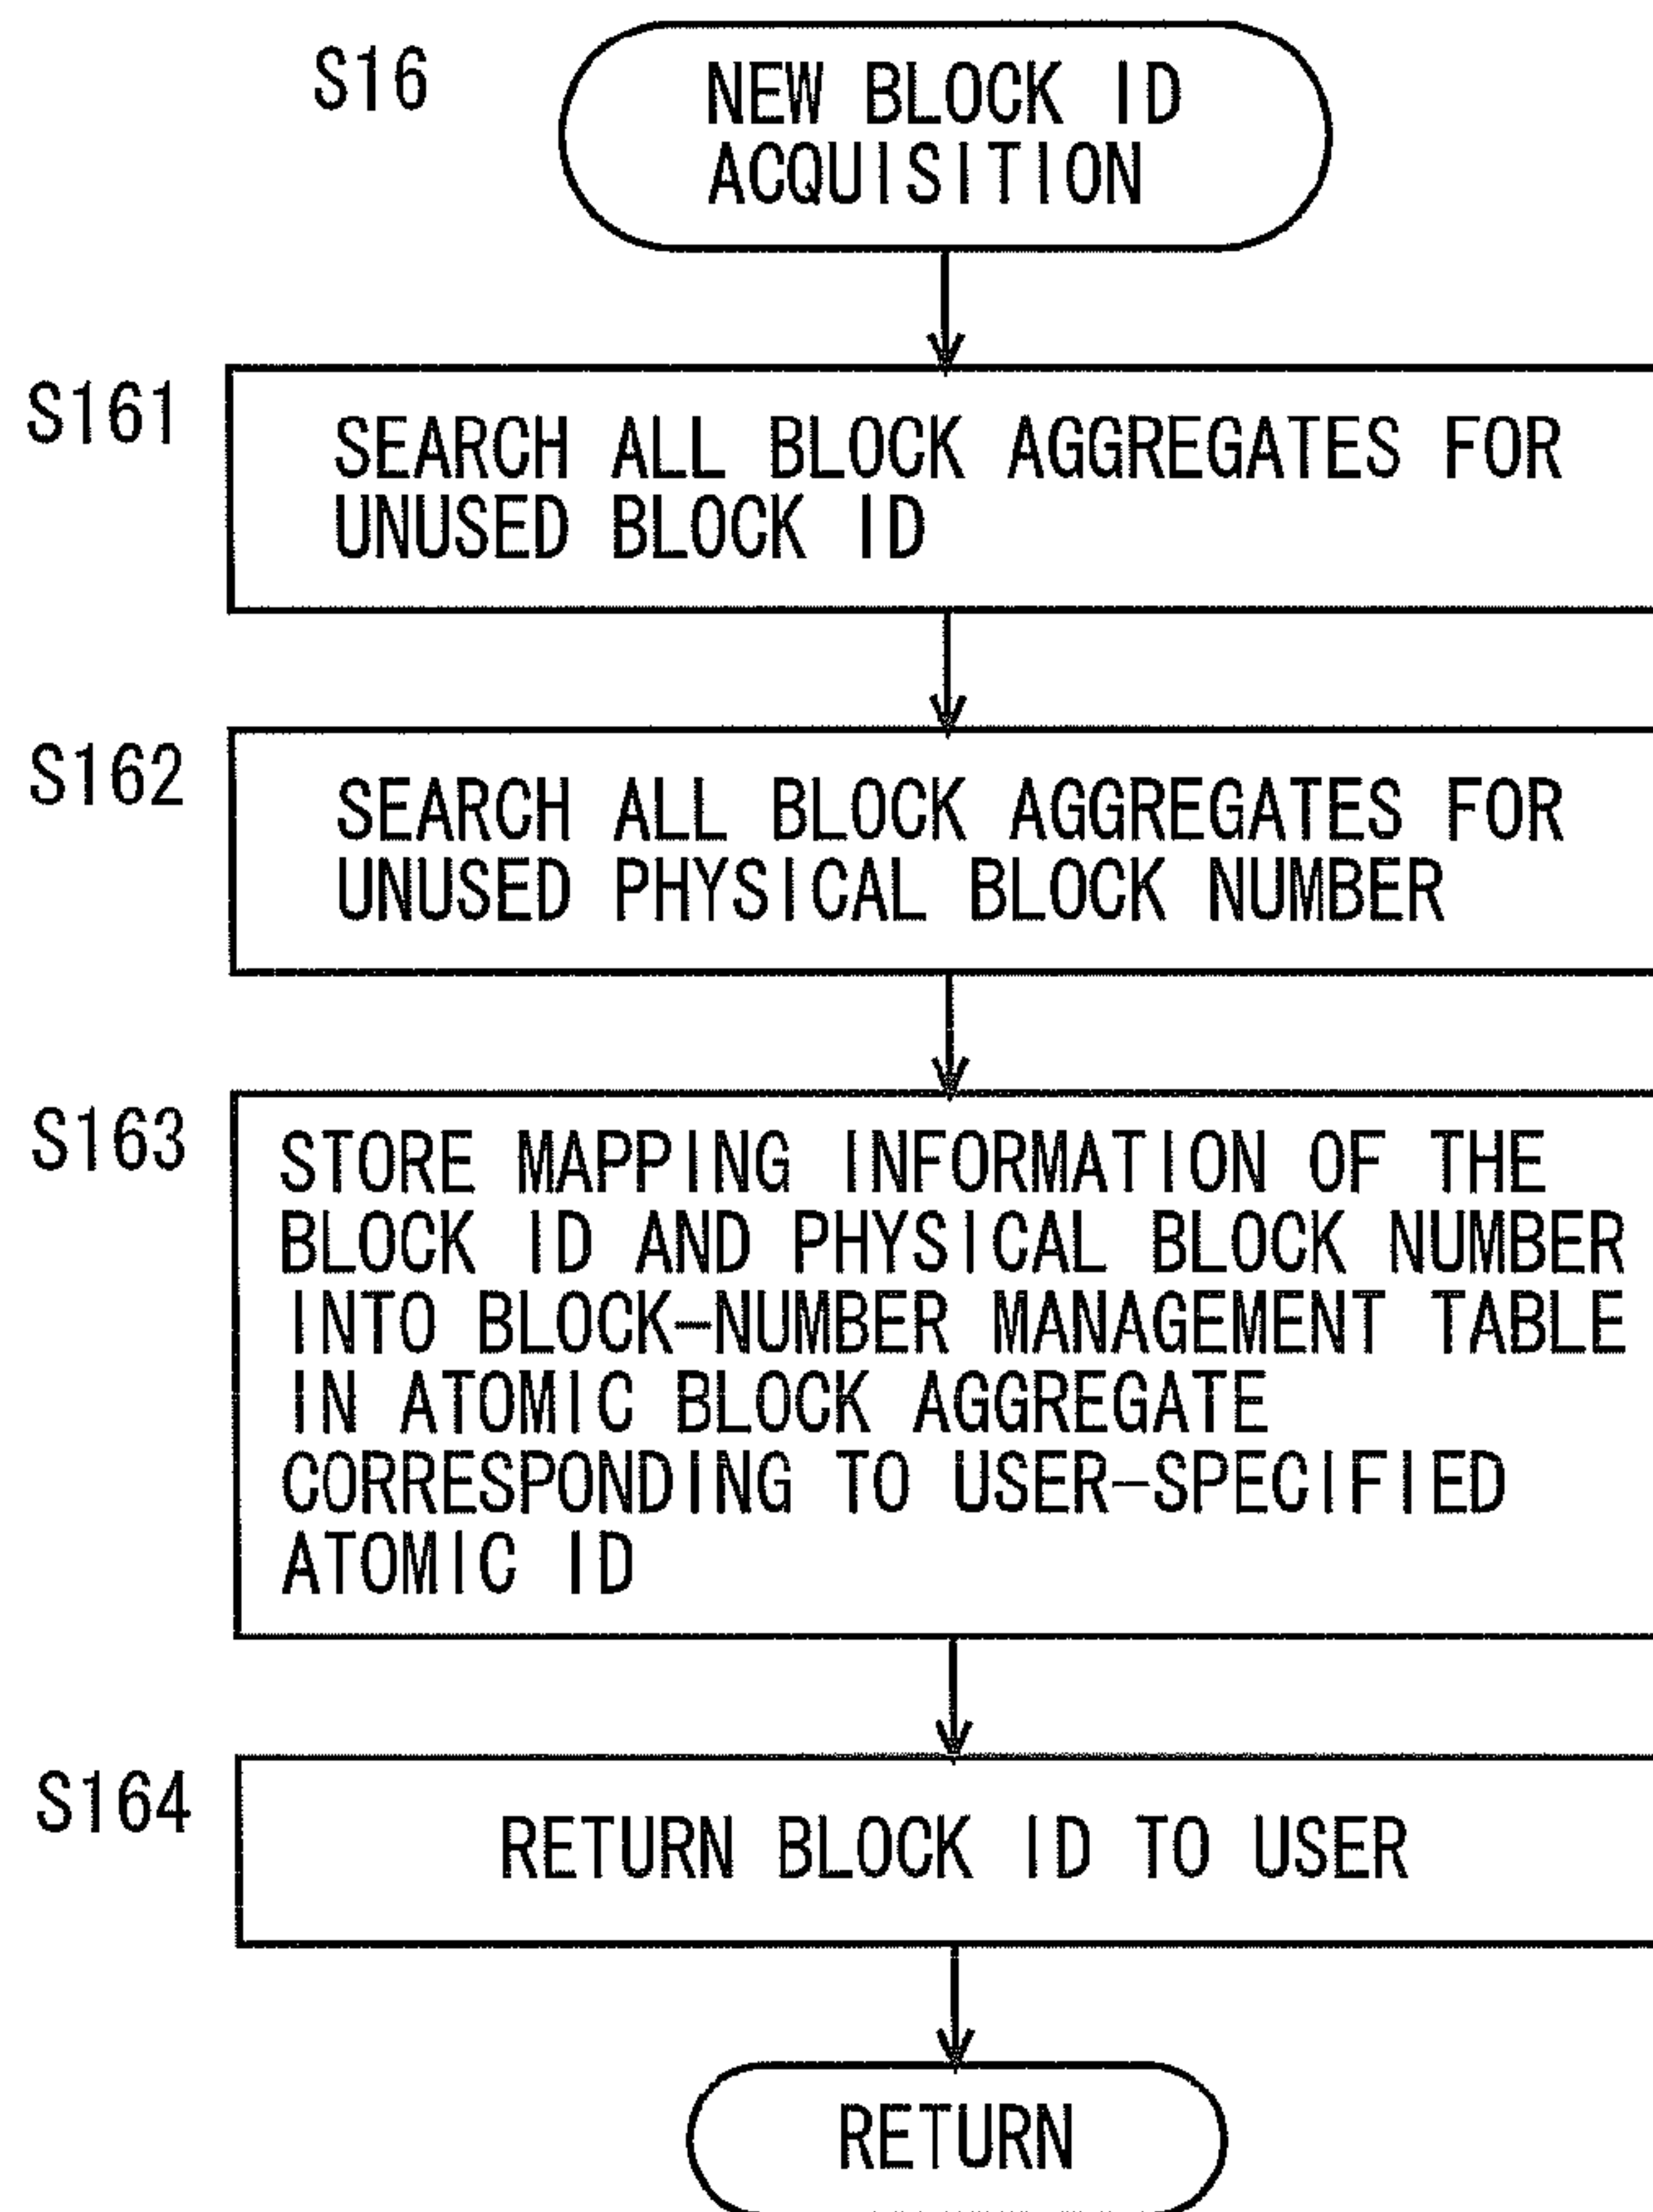 S16
NEW BLOCK ID
ACQUISITION
S161
SEARCH ALL BLOCK AGGREGATES FOR
UNUSED BLOCK ID
S162
SEARCH ALL BLOCK AGGREGATES FOR
UNUSED PHYSICAL BLOCK NUMBER
S163
STORE MAPPING INFORMATION OF THE
BLOCK ID AND PHYSICAL BLOCK NUMBER
INTO BLOCK-NUMBER MANAGEMENT TABLE
IN ATOMIC BLOCK AGGREGATE
CORRESPONDING TO USER-SPECIFIED
ATOMIC ID
S164
RETURN BLOCK ID TO USER
RETURN